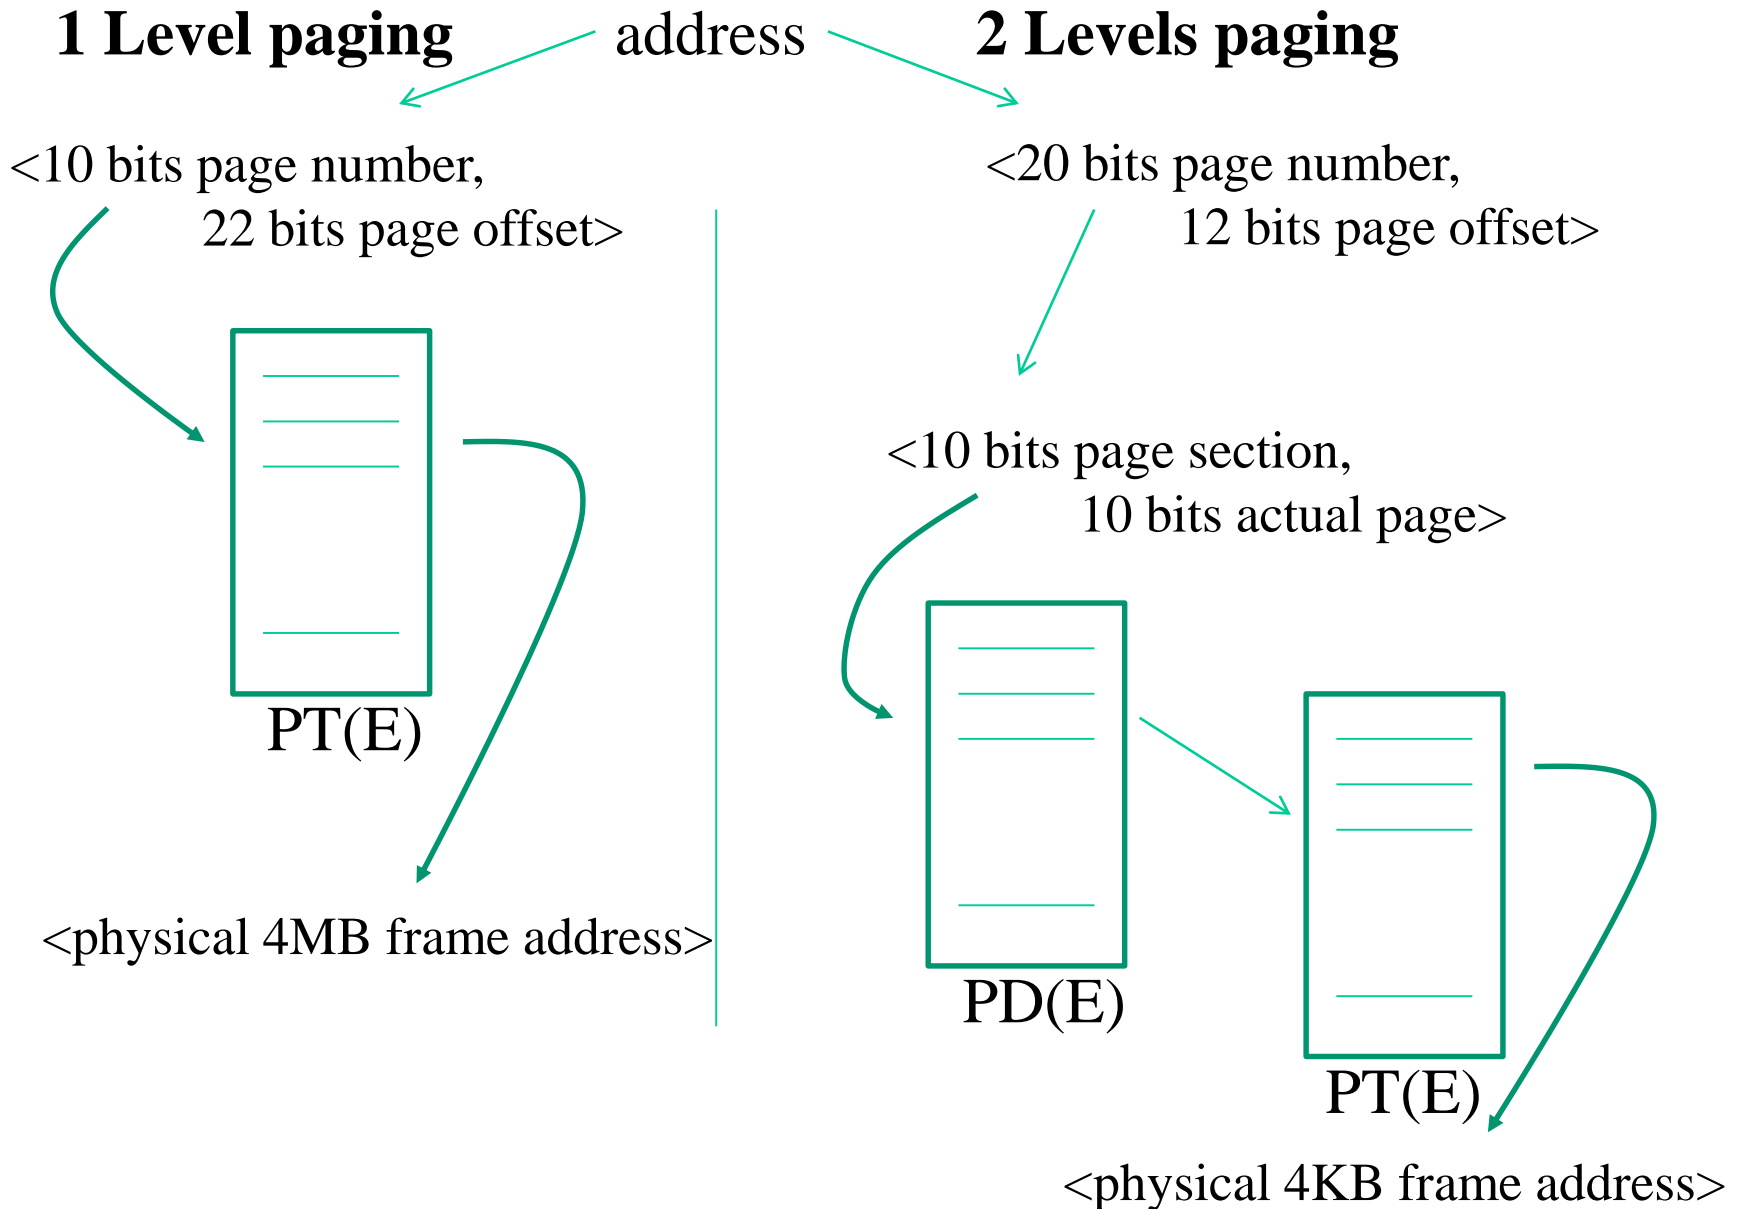 1 Level paging
address
2 Levels paging
<10 bits page number,
22 bits page offset>
PT(E)
<physical 4MB frame address>
<20 bits page number,
12 bits page offset>
<10 bits page section,
10 bits actual page>
PD(E)
PT(E)
<physical 4KB frame address>